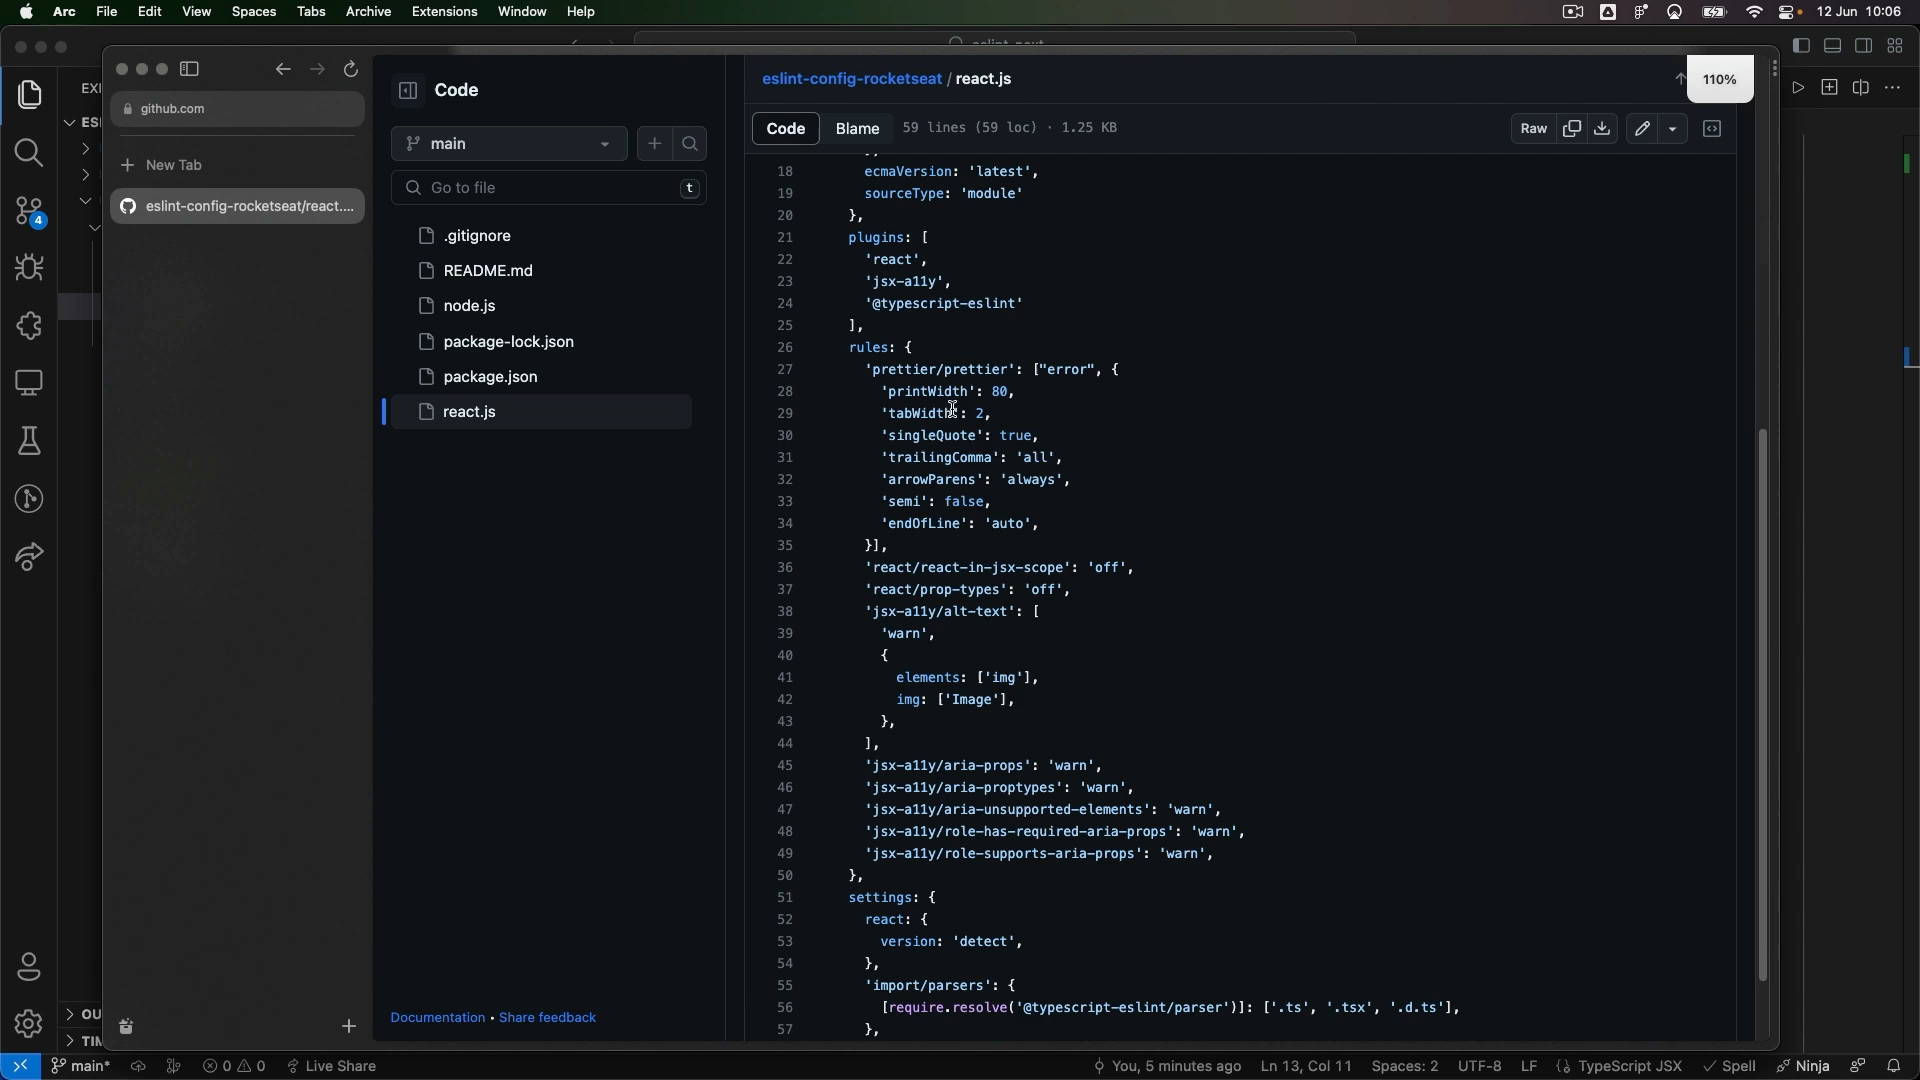 Arc File Edit View Spaces Tabs Archive Extensions Window Help 12 Jun 10:06
EXI
ESI
4
github.com
New Tab
eslint-config-rocketseat/react....
Code
main
Go to file t
.gitignore
README.md
node.js
package-lock.json
package.json
react.js
Documentation • Share feedback
eslint-config-rocketseat / react.js
110%
Code Blame 59 lines (59 loc) · 1.25 KB Raw
18 ecmaVersion: 'latest',
19 sourceType: 'module'
20 },
21 plugins: [
22 'react',
23 'jsx-a11y',
24 '@typescript-eslint'
25 ],
26 rules: {
27 'prettier/prettier': ["error", {
28 'printWidth': 80,
29 'tabWidth': 2,
30 'singleQuote': true,
31 'trailingComma': 'all',
32 'arrowParens': 'always',
33 'semi': false,
34 'endOfLine': 'auto',
35 }],
36 'react/react-in-jsx-scope': 'off',
37 'react/prop-types': 'off',
38 'jsx-a11y/alt-text': [
39 'warn',
40 {
41 elements: ['img'],
42 img: ['Image'],
43 },
44 ],
45 'jsx-a11y/aria-props': 'warn',
46 'jsx-a11y/aria-proptypes': 'warn',
47 'jsx-a11y/aria-unsupported-elements': 'warn',
48 'jsx-a11y/role-has-required-aria-props': 'warn',
49 'jsx-a11y/role-supports-aria-props': 'warn',
50 },
51 settings: {
52 react: {
53 version: 'detect',
54 },
55 'import/parsers': {
56 [require.resolve('@typescript-eslint/parser')]: ['.ts', '.tsx', '.d.ts'],
57 },
OU
TIM
main* 0 0 Live Share You, 5 minutes ago Ln 13, Col 11 Spaces: 2 UTF-8 LF {} TypeScript JSX Spell Ninja